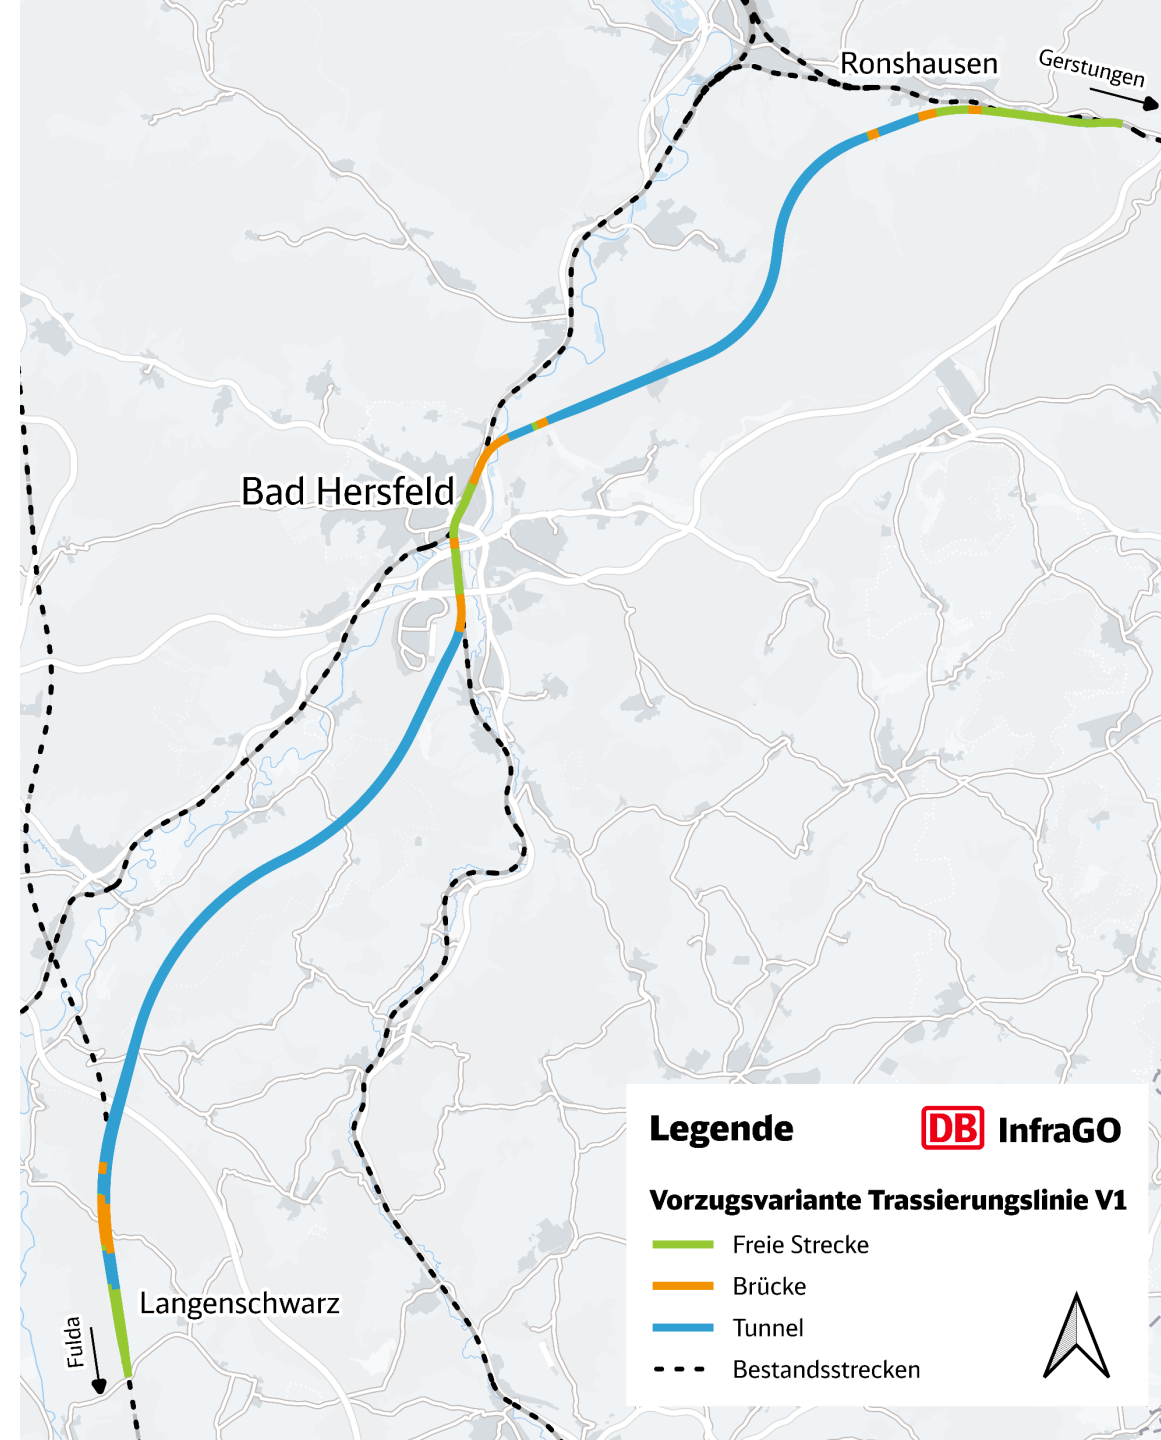 Ronshausen
Gerstungen
Bad Hersfeld
Langenschwarz
Fulda
Legende
DB InfraGO
Vorzugsvariante Trassierungslinie V1
Freie Strecke
Brücke
Tunnel
Bestandsstrecken